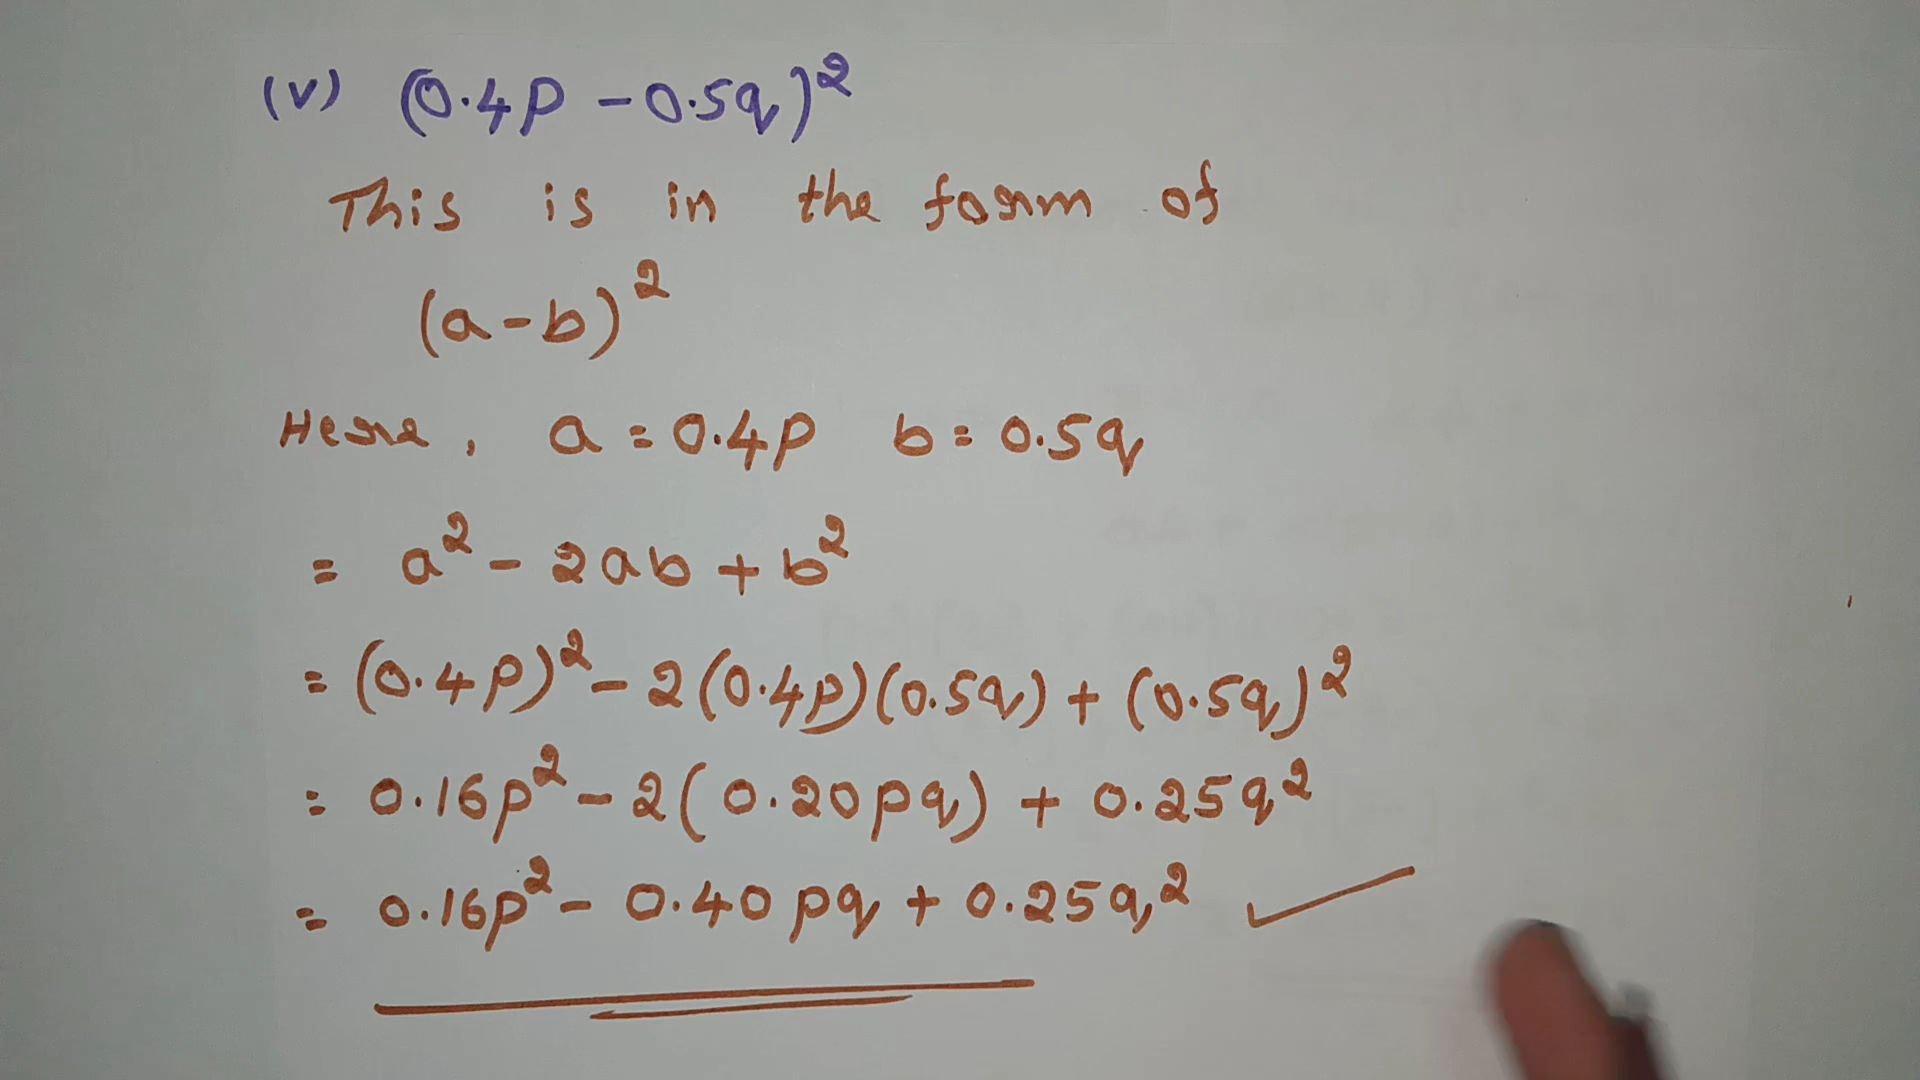 (v) (0.4p - 0.5q)²
This is in the form of
(a-b)²
Here, a = 0.4p b = 0.5q
= a² - 2ab + b²
= (0.4p)² - 2(0.4p)(0.5q) + (0.5q)²
= 0.16p² - 2(0.20pq) + 0.25q²
= 0.16p² - 0.40pq + 0.25q²